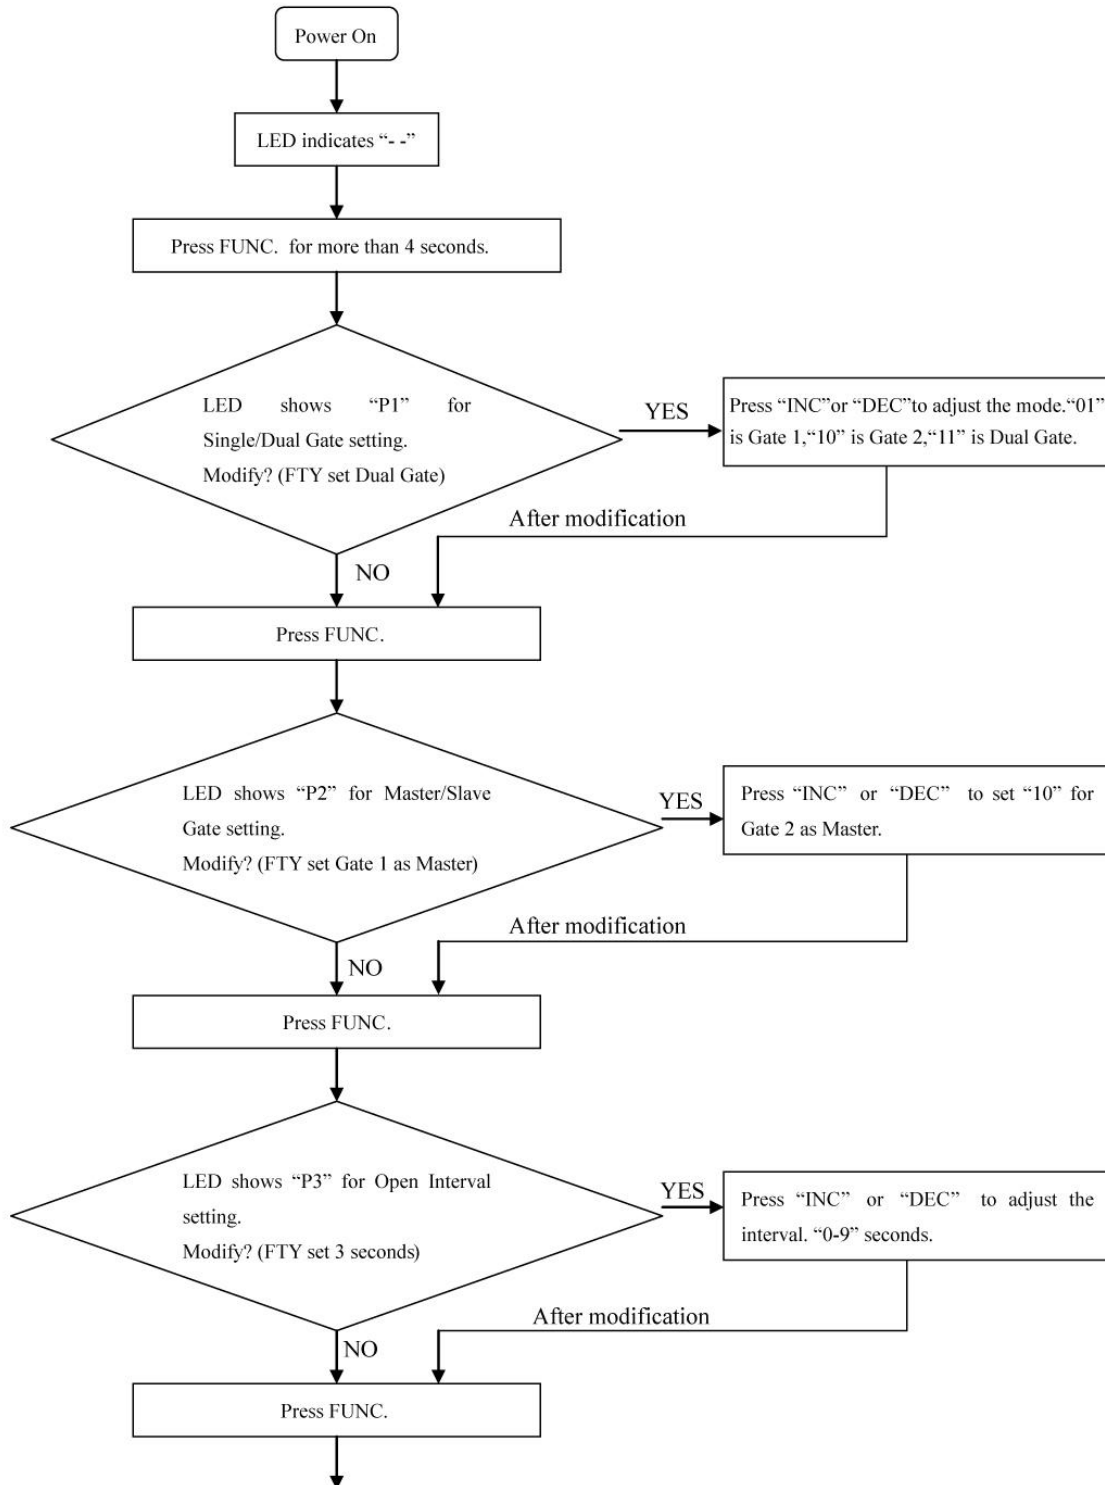 Power On
LED indicates “- -”
Press FUNC. for more than 4 seconds.
LED shows “P1” for
Single/Dual Gate setting.
Modify? (FTY set Dual Gate)
YES
Press “INC”or “DEC”to adjust the mode.“01”
is Gate 1,“10” is Gate 2,“11” is Dual Gate.
After modification
NO
Press FUNC.
LED shows “P2” for Master/Slave
Gate setting.
Modify? (FTY set Gate 1 as Master)
YES
Press “INC” or “DEC” to set “10” for
Gate 2 as Master.
After modification
NO
Press FUNC.
LED shows “P3” for Open Interval
setting.
Modify? (FTY set 3 seconds)
YES
Press “INC” or “DEC” to adjust the
interval. “0-9” seconds.
After modification
NO
Press FUNC.